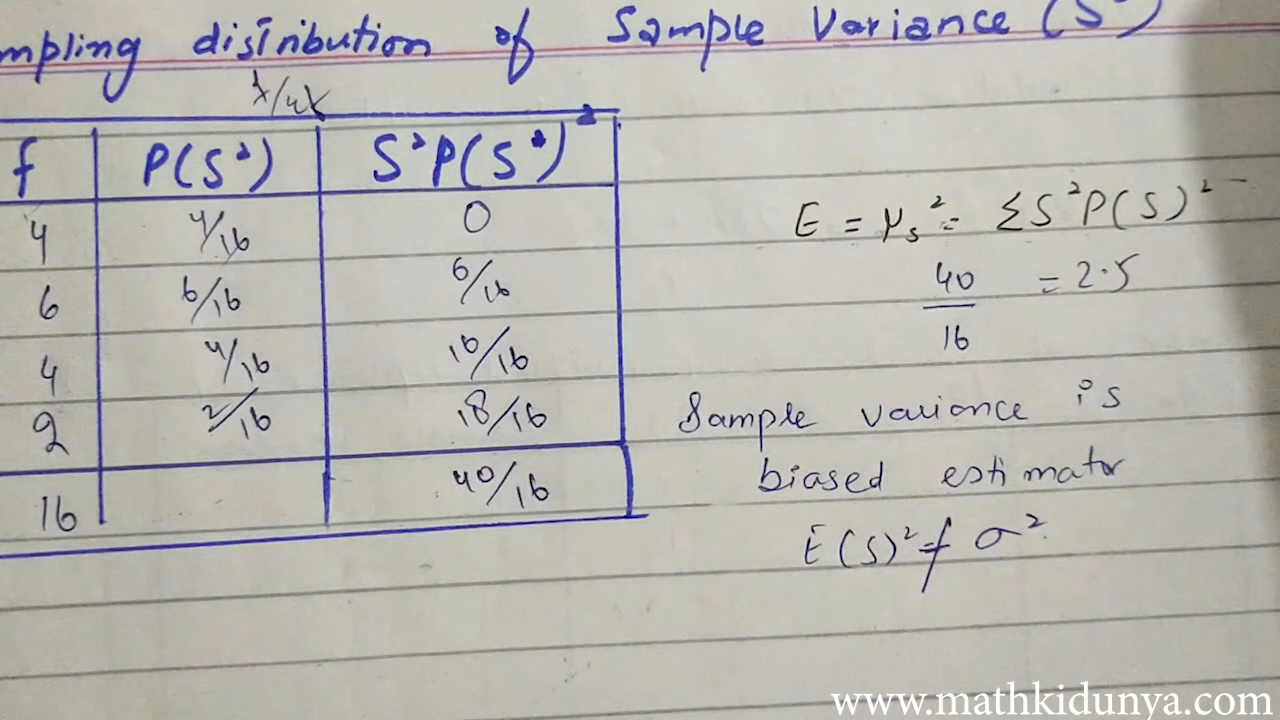 mpling distribution of Sample Variance (S²)
f P(S²) S²P(S²)
4 4/16 0
6 6/16 6/16
4 4/16 16/16
2 2/16 18/16
16 40/16
E = μs² = ΣS²P(S)²
40/16 = 2.5
Sample variance is
biased estimator
E(S)² ≠ σ²
www.mathkidunya.com